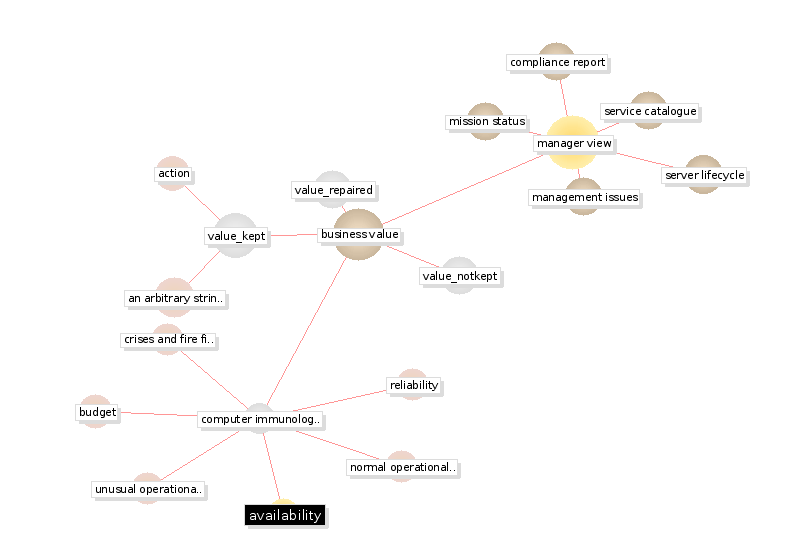 compliance report
service catalogue
mission status
manager view
action
server lifecycle
value_repaired
management issues
value_kept
business value
value_notkept
an arbitrary strin..
crises and fire fi..
reliability
budget
computer immunolog..
normal operational..
unusual operationa..
availability